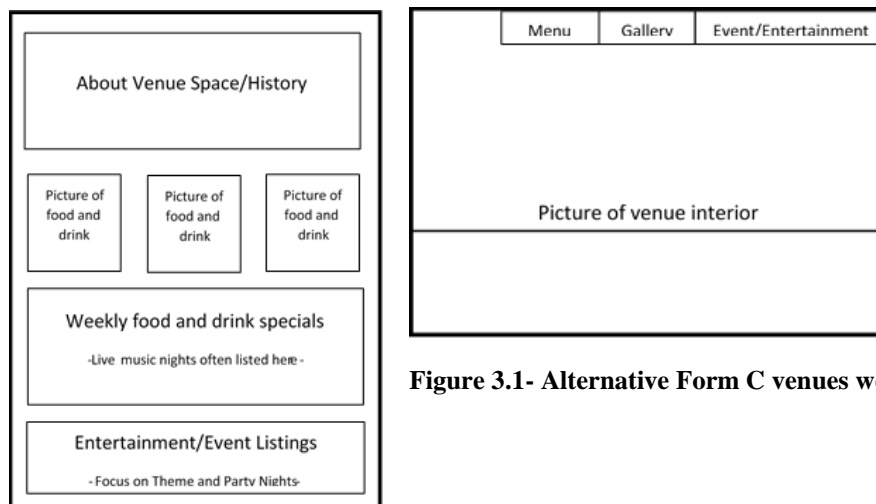 About Venue Space/History
Picture of
food and
drink
Picture of
food and
drink
Picture of
food and
drink
Weekly food and drink specials
-Live music nights often listed here -
Entertainment/Event Listings
- Focus on Theme and Party Nights-
Menu
Gallery
Event/Entertainment
Picture of venue interior
Figure 3.1- Alternative Form C venues